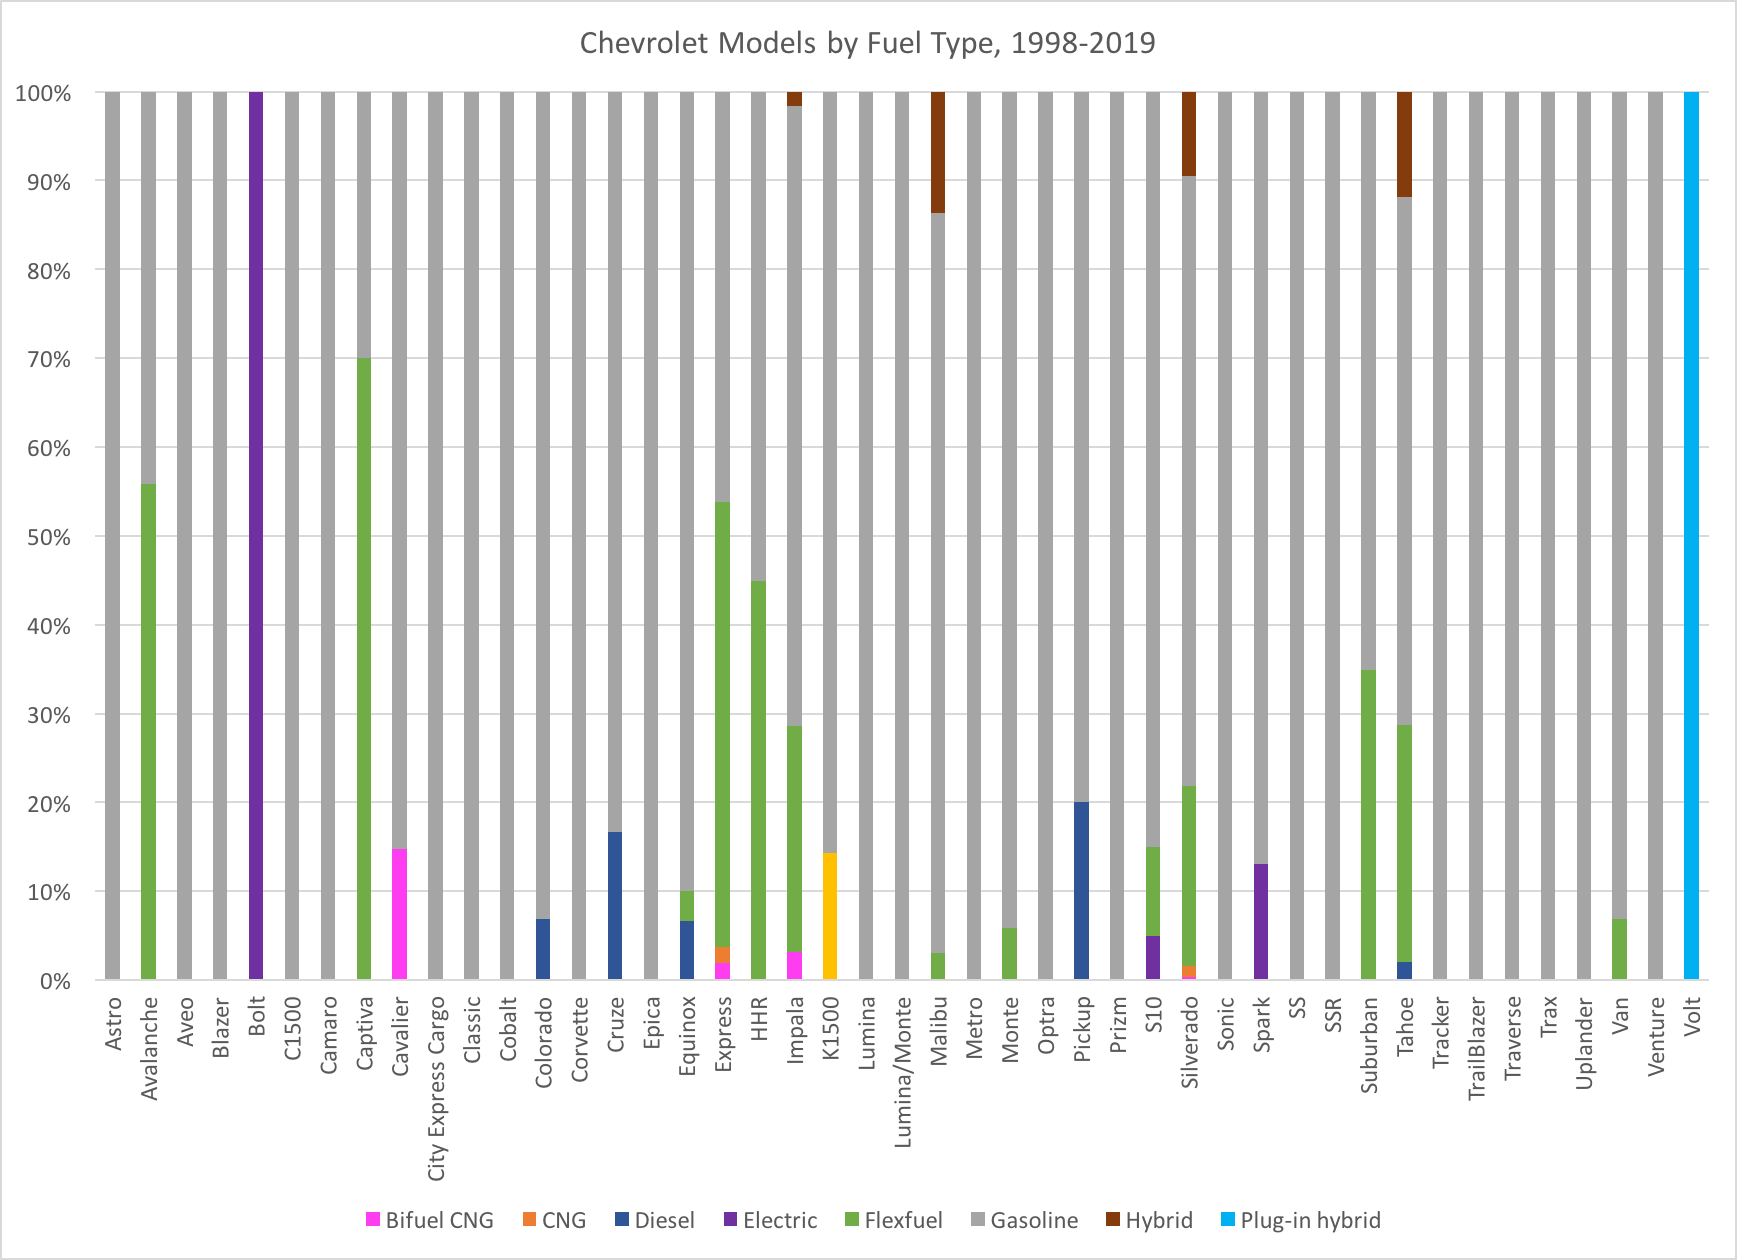 Chevrolet Models by Fuel Type, 1998-2019
100%
90%
80%
70%
60%
50%
40%
30%
20%
10%
0%
Astro
Avalanche
Aveo
Blazer
Bolt
C1500
Camaro
Captiva
Cavalier
City Express Cargo
Classic
Cobalt
Colorado
Corvette
Cruze
Epica
Equinox
Express
HHR
Impala
K1500
Lumina
Lumina/Monte
Malibu
Metro
Monte
Optra
Pickup
Prizm
S10
Silverado
Sonic
Spark
SS
SSR
Suburban
Tahoe
Tracker
TrailBlazer
Traverse
Trax
Uplander
Van
Venture
Volt
Bifuel CNG CNG Diesel Electric Flexfuel Gasoline Hybrid Plug-in hybrid